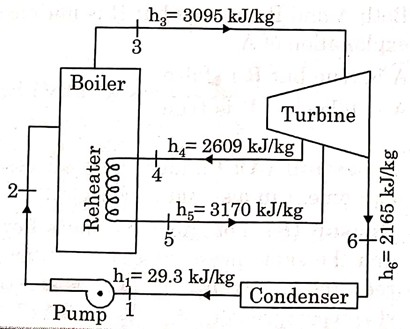 h₃= 3095 kJ/kg
3
Boiler
Turbine
h₄= 2609 kJ/kg
4
Reheater
2
h₅= 3170 kJ/kg
5
6
h₆= 2165 kJ/kg
h₁= 29.3 kJ/kg
1
Condenser
Pump